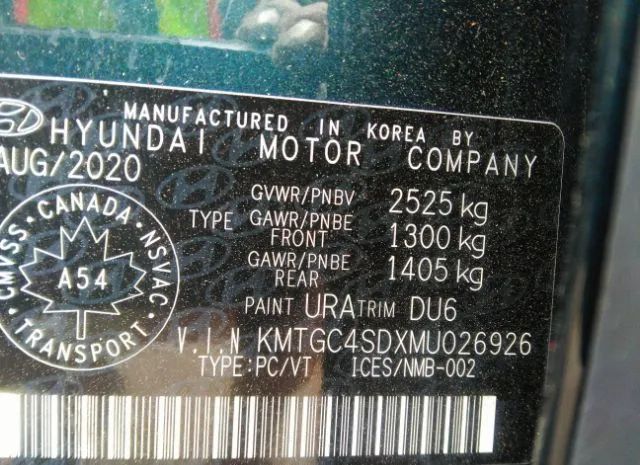 MANUFACTURED IN KOREA BY
HYUNDAI MOTOR COMPANY
AUG/2020
GVWR/PNBV 2525 kg
TYPE GAWR/PNBE FRONT 1300 kg
GAWR/PNBE REAR 1405 kg
PAINT URA TRIM DU6
V.I.N KMTGC4SDXMU026926
TYPE:PC/VT ICES/NMB-002
CMVSS · CANADA · NSVAC · TRANSPORT ·
A54